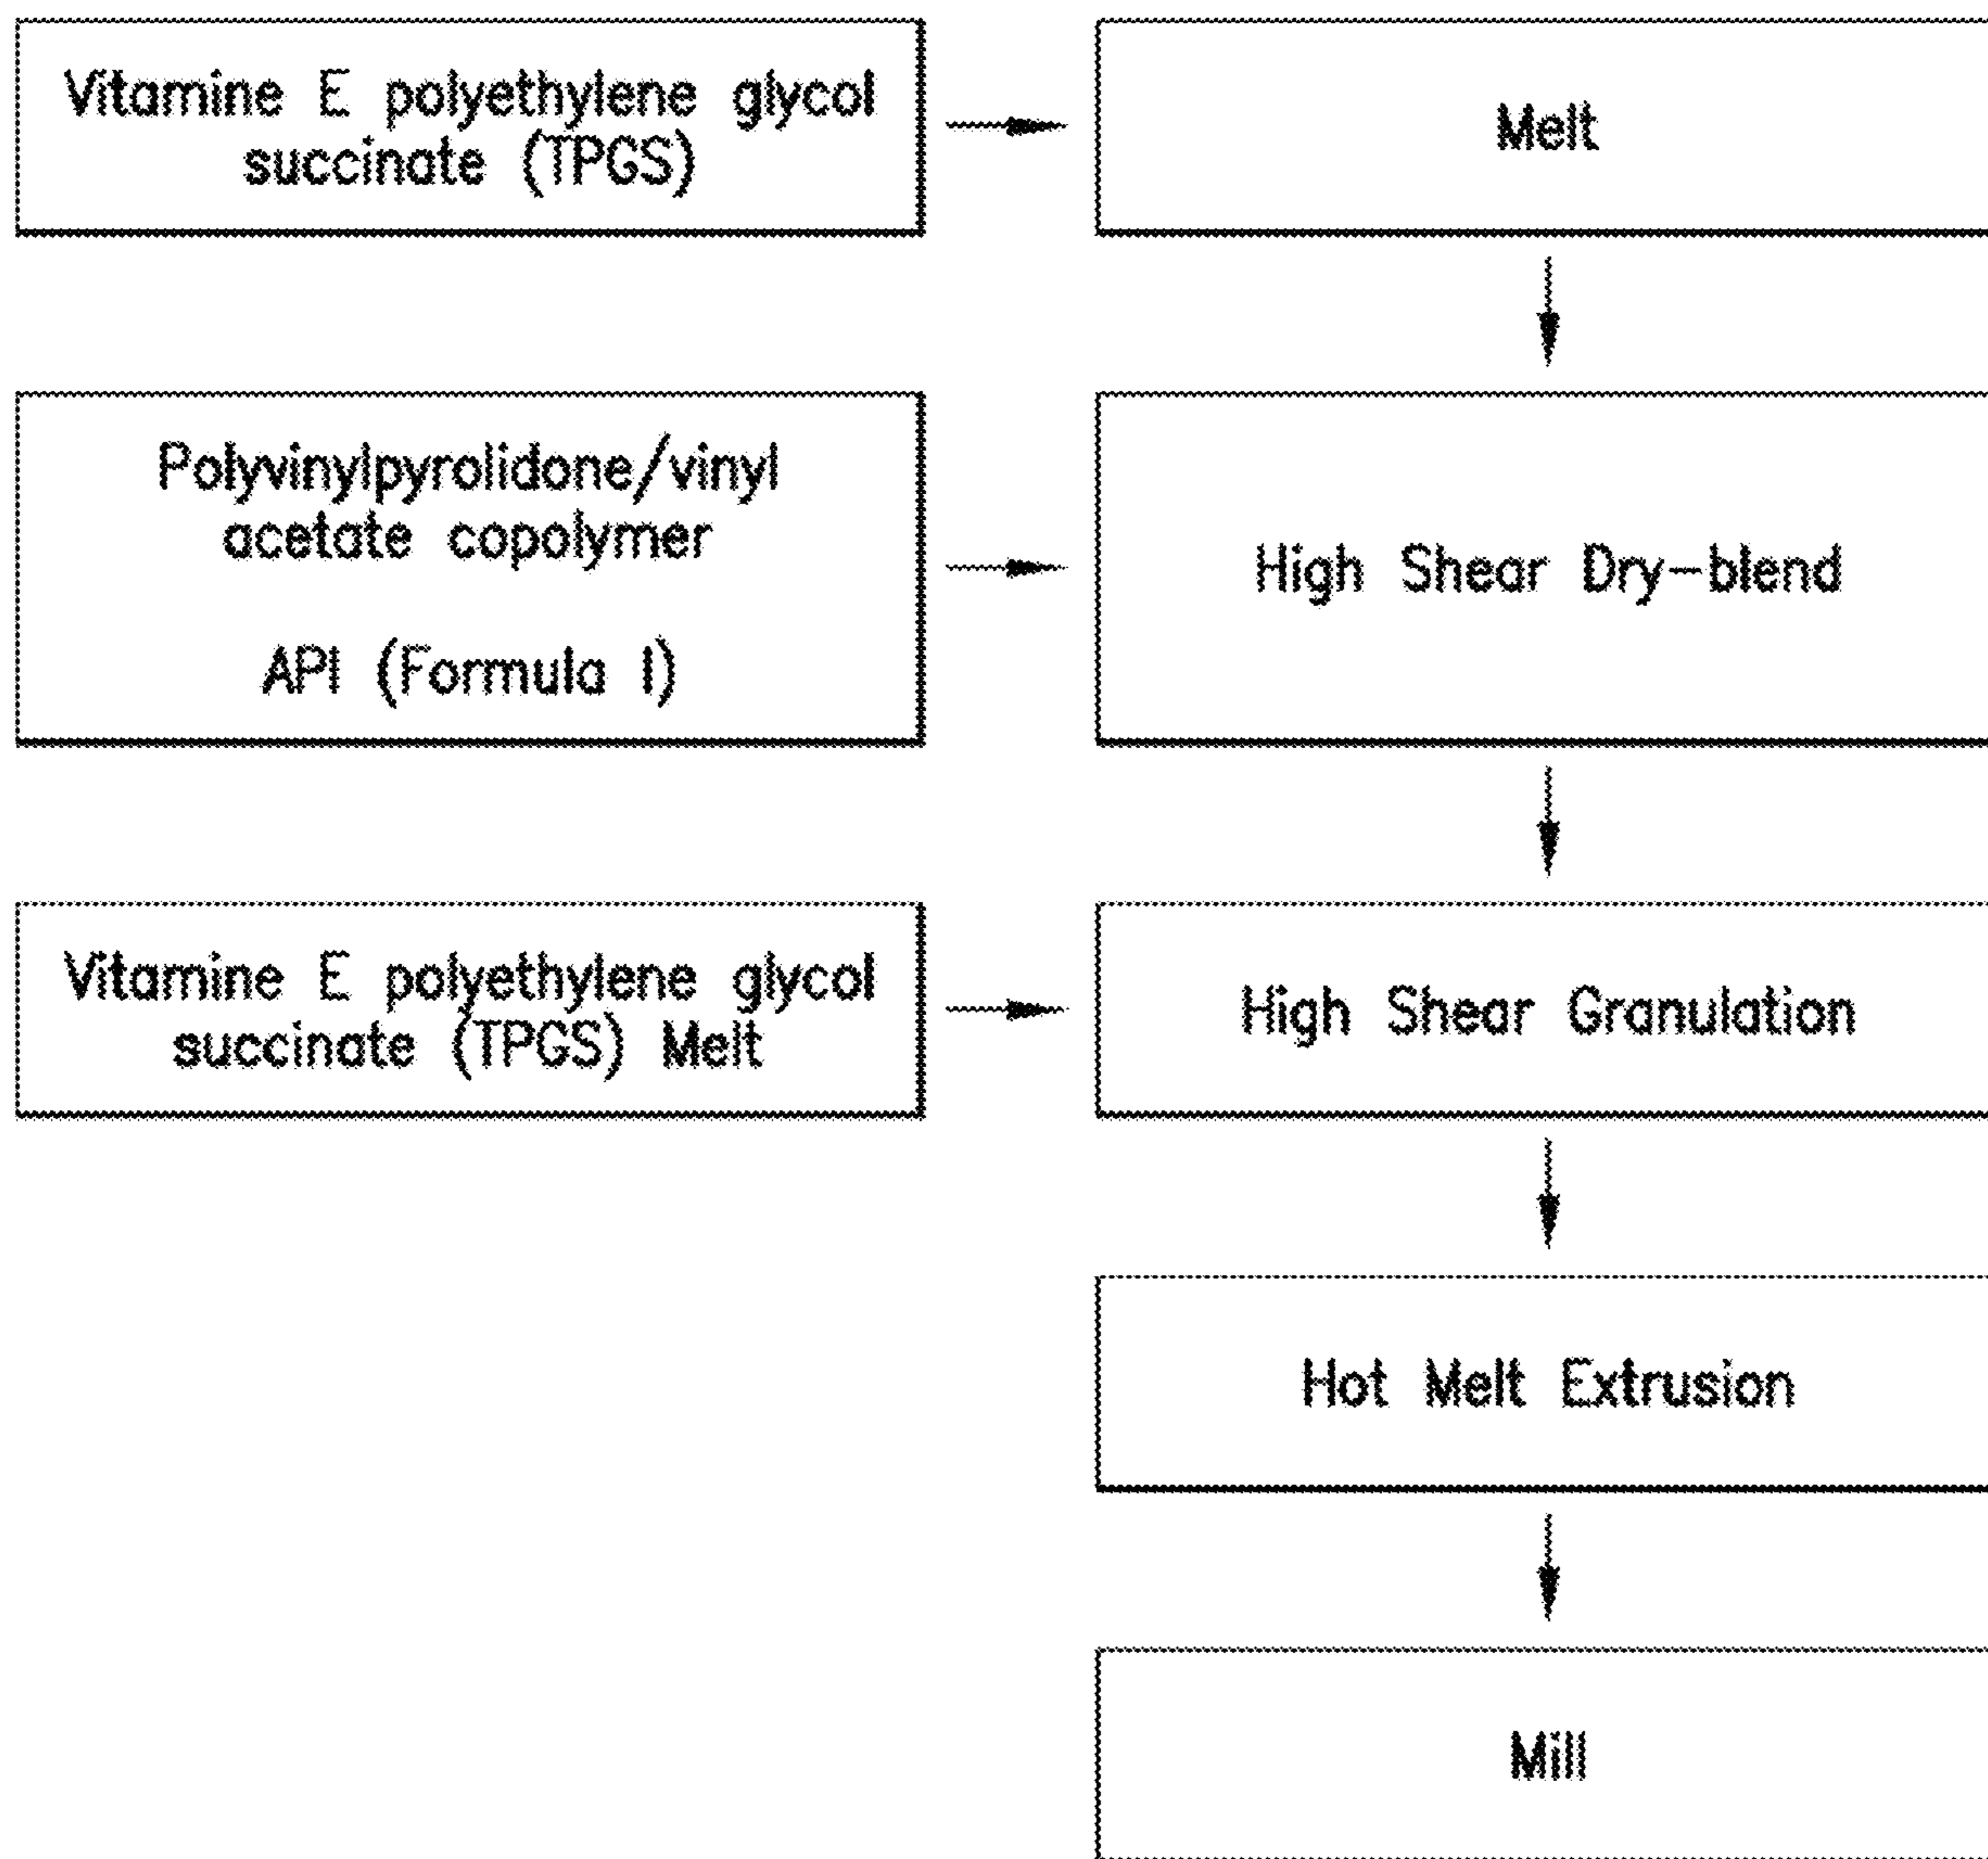 Vitamine E polyethylene glycol
succinate (TPGS)
Melt
Polyvinylpyrolidone/vinyl
acetate copolymer
API (Formula I)
High Shear Dry-blend
Vitamine E polyethylene glycol
succinate (TPGS) Melt
High Shear Granulation
Hot Melt Extrusion
Mill